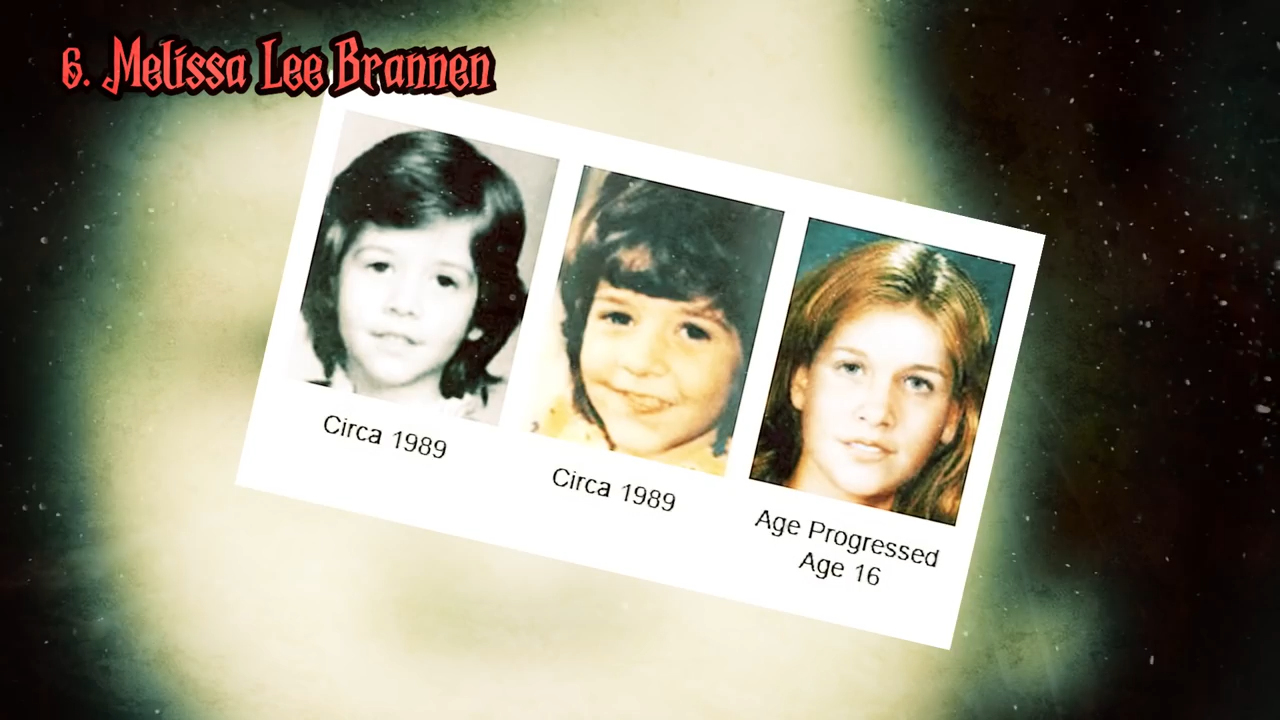 6. Melissa Lee Brannen
Circa 1989
Circa 1989
Age Progressed
Age 16